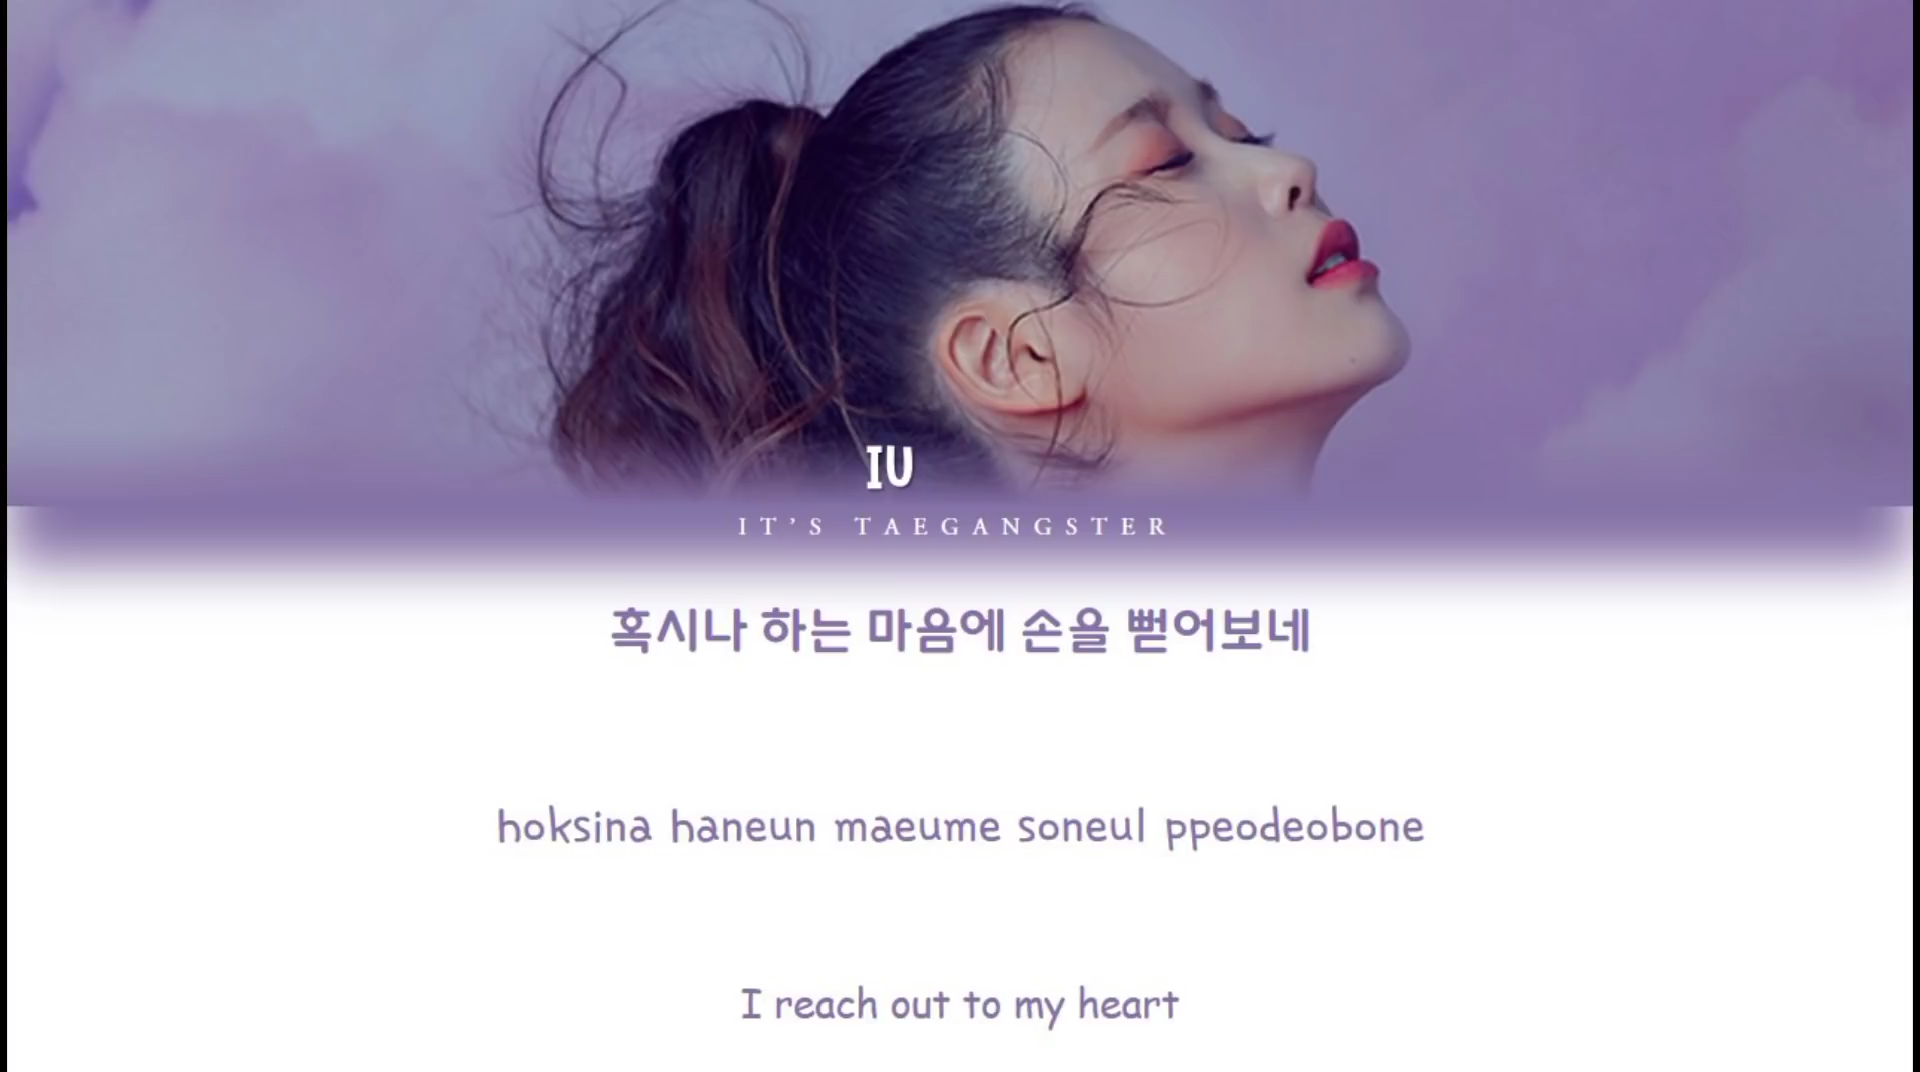 IU
IT'S TAEGANGSTER
혹시나 하는 마음에 손을 뻗어보네
hoksina haneun maeume soneul ppeodeobone
I reach out to my heart